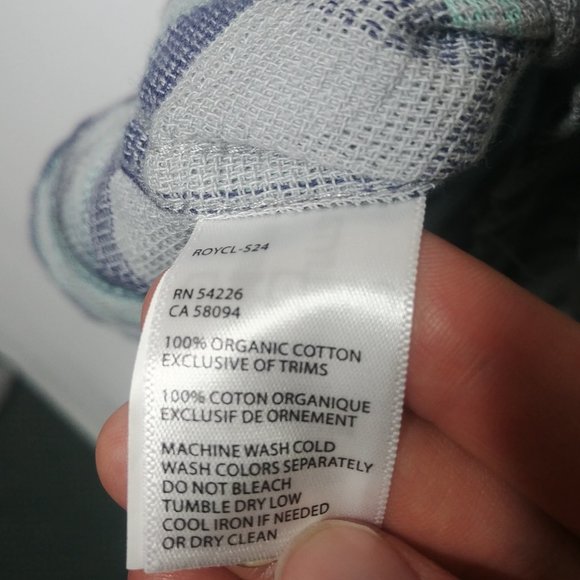 ROYCL-S24
RN 54226
CA 58094
100% ORGANIC COTTON
EXCLUSIVE OF TRIMS
100% COTON ORGANIQUE
EXCLUSIF DE ORNEMENT
MACHINE WASH COLD
WASH COLORS SEPARATELY
DO NOT BLEACH
TUMBLE DRY LOW
COOL IRON IF NEEDED
OR DRY CLEAN